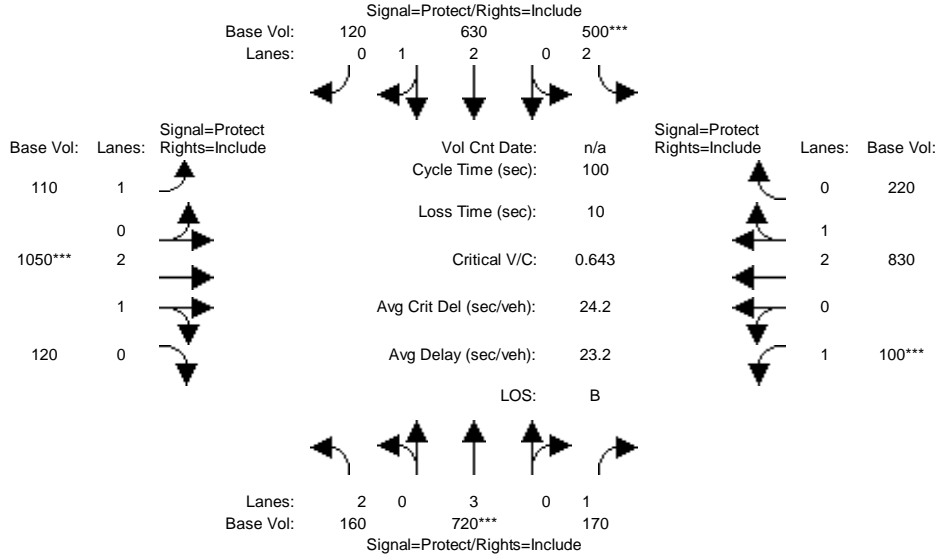 Signal=Protect/Rights=Include
Base Vol: 120 630 500***
Lanes: 0 1 2 0 2
Signal=Protect
Base Vol: Lanes: Rights=Include
Vol Cnt Date: n/a
Signal=Protect
Rights=Include Lanes: Base Vol:
Cycle Time (sec): 100
110 1
0 220
Loss Time (sec): 10
0
1
1050*** 2
Critical V/C: 0.643
2 830
1
Avg Crit Del (sec/veh): 24.2
0
120 0
Avg Delay (sec/veh): 23.2
1 100***
LOS: B
Lanes: 2 0 3 0 1
Base Vol: 160 720*** 170
Signal=Protect/Rights=Include